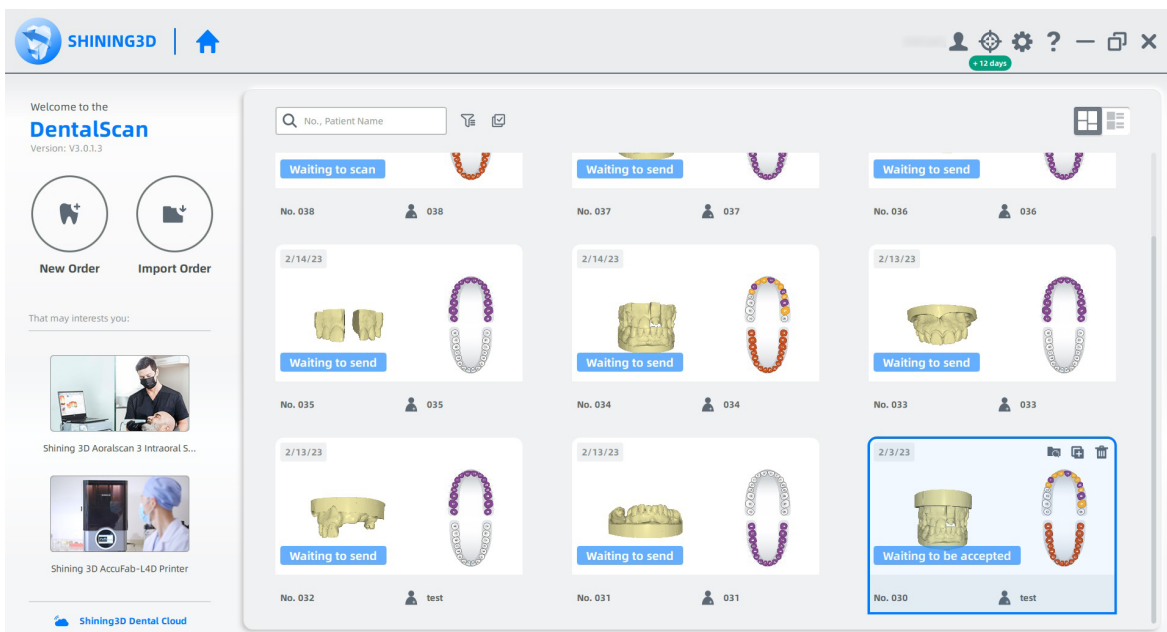 SHINING3D
+ 12 days
Welcome to the
DentalScan
Version: V3.0.1.3
New Order
Import Order
That may interests you:
Shining 3D Aoralscan 3 Intraoral S...
Shining 3D AccuFab-L4D Printer
Shining3D Dental Cloud
No., Patient Name
Waiting to scan
Waiting to send
Waiting to send
No. 038 038
No. 037 037
No. 036 036
2/14/23
2/14/23
2/13/23
Waiting to send
Waiting to send
Waiting to send
No. 035 035
No. 034 034
No. 033 033
2/13/23
2/13/23
2/3/23
Waiting to send
Waiting to send
Waiting to be accepted
No. 032 test
No. 031 031
No. 030 test